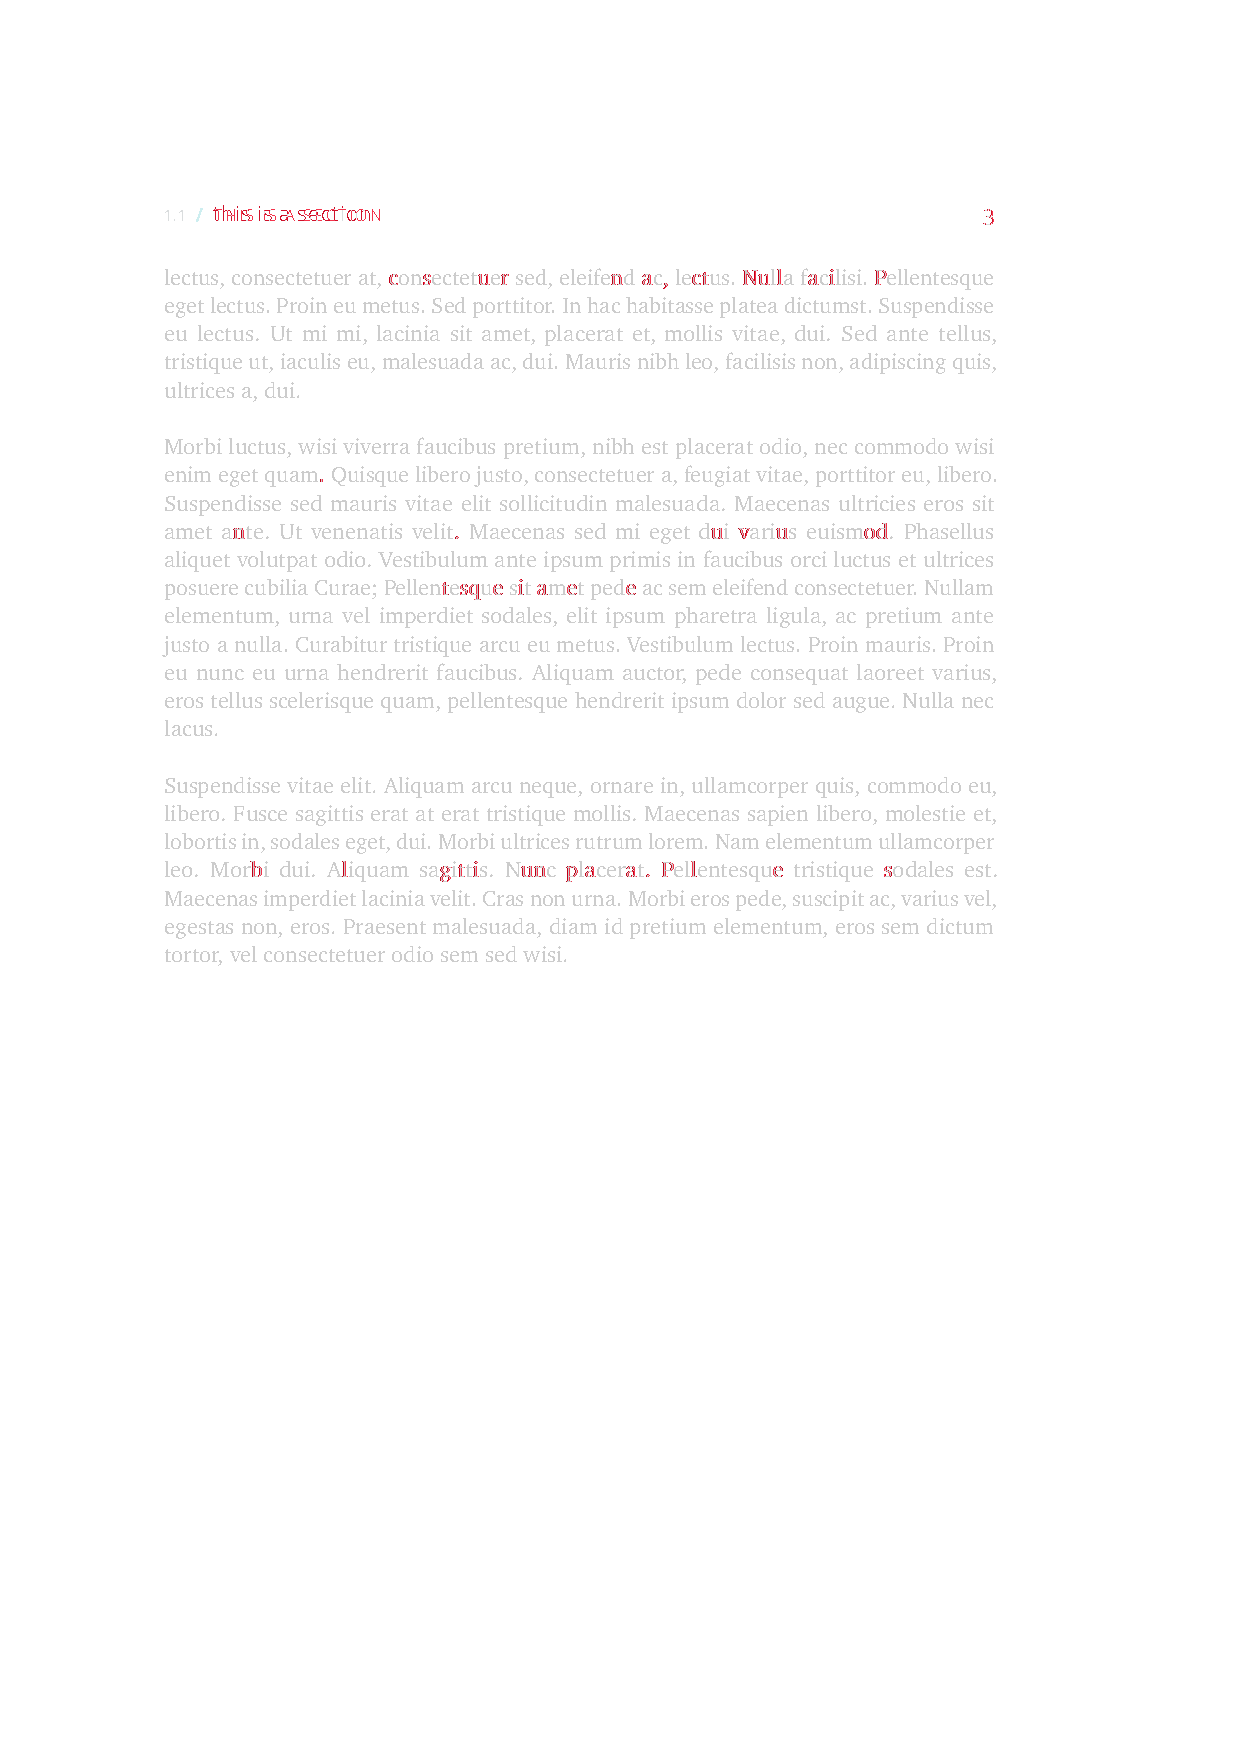 1.1 / this is a section 3
lectus, consectetuer at, consectetuer sed, eleifend ac, lectus. Nulla facilisi. Pellentesque
eget lectus. Proin eu metus. Sed porttitor. In hac habitasse platea dictumst. Suspendisse
eu lectus. Ut mi mi, lacinia sit amet, placerat et, mollis vitae, dui. Sed ante tellus,
tristique ut, iaculis eu, malesuada ac, dui. Mauris nibh leo, facilisis non, adipiscing quis,
ultrices a, dui.
Morbi luctus, wisi viverra faucibus pretium, nibh est placerat odio, nec commodo wisi
enim eget quam. Quisque libero justo, consectetuer a, feugiat vitae, porttitor eu, libero.
Suspendisse sed mauris vitae elit sollicitudin malesuada. Maecenas ultricies eros sit
amet ante. Ut venenatis velit. Maecenas sed mi eget dui varius euismod. Phasellus
aliquet volutpat odio. Vestibulum ante ipsum primis in faucibus orci luctus et ultrices
posuere cubilia Curae; Pellentesque sit amet pede ac sem eleifend consectetuer. Nullam
elementum, urna vel imperdiet sodales, elit ipsum pharetra ligula, ac pretium ante
justo a nulla. Curabitur tristique arcu eu metus. Vestibulum lectus. Proin mauris. Proin
eu nunc eu urna hendrerit faucibus. Aliquam auctor, pede consequat laoreet varius,
eros tellus scelerisque quam, pellentesque hendrerit ipsum dolor sed augue. Nulla nec
lacus.
Suspendisse vitae elit. Aliquam arcu neque, ornare in, ullamcorper quis, commodo eu,
libero. Fusce sagittis erat at erat tristique mollis. Maecenas sapien libero, molestie et,
lobortis in, sodales eget, dui. Morbi ultrices rutrum lorem. Nam elementum ullamcorper
leo. Morbi dui. Aliquam sagittis. Nunc placerat. Pellentesque tristique sodales est.
Maecenas imperdiet lacinia velit. Cras non urna. Morbi eros pede, suscipit ac, varius vel,
egestas non, eros. Praesent malesuada, diam id pretium elementum, eros sem dictum
tortor, vel consectetuer odio sem sed wisi.